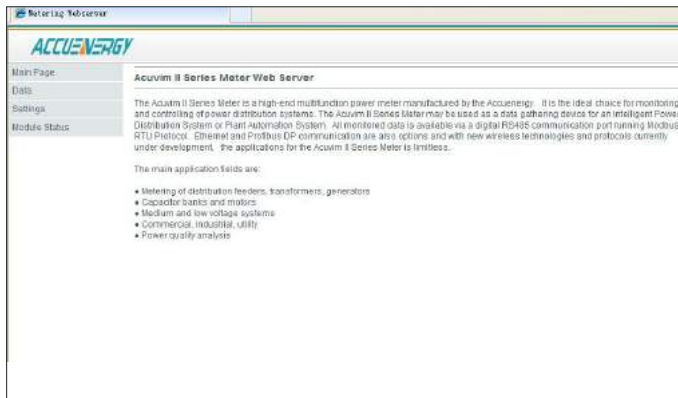 Metering Webserver
ACCUENERGY
Main Page
Data
Settings
Module Status
Acuvim II Series Meter Web Server
The Acuvim II Series Meter is a high-end multifunction power meter manufactured by the Accuenergy. It is the ideal choice for monitoring
and controlling of power distribution systems. The Acuvim II Series Meter may be used as a data gathering device for an Intelligent Power
Distribution System or Plant Automation System. All monitored data is available via a digital RS485 communication port running Modbus
RTU Protocol. Ethernet and Profibus DP communication are also options and with new wireless technologies and protocols currently
under development, the applications for the Acuvim II Series Meter is limitless.
The main application fields are:
• Metering of distribution feeders, transformers, generators
• Capacitor banks and motors
• Medium and low voltage systems
• Commercial, industrial, utility
• Power quality analysis